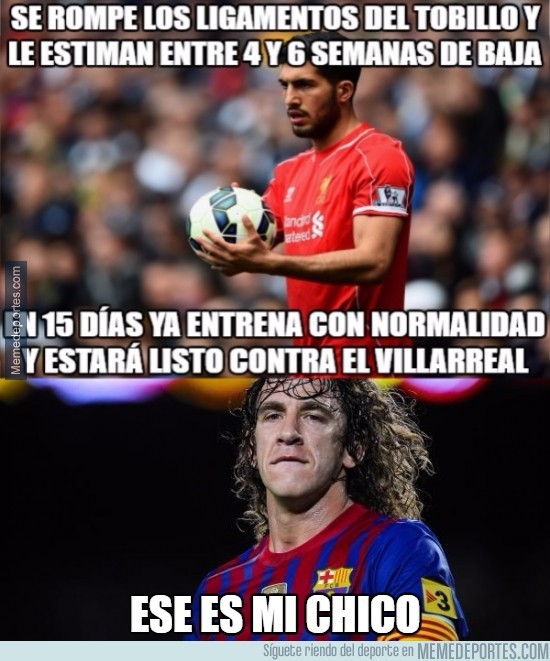 SE ROMPE LOS LIGAMENTOS DEL TOBILLO Y
LE ESTIMAN ENTRE 4 Y 6 SEMANAS DE BAJA
EN 15 DÍAS YA ENTRENA CON NORMALIDAD
Y ESTARÁ LISTO CONTRA EL VILLARREAL
Memedeportes.com
ESE ES MI CHICO
3
Síguete riendo del deporte en MEMEDEPORTES.COM